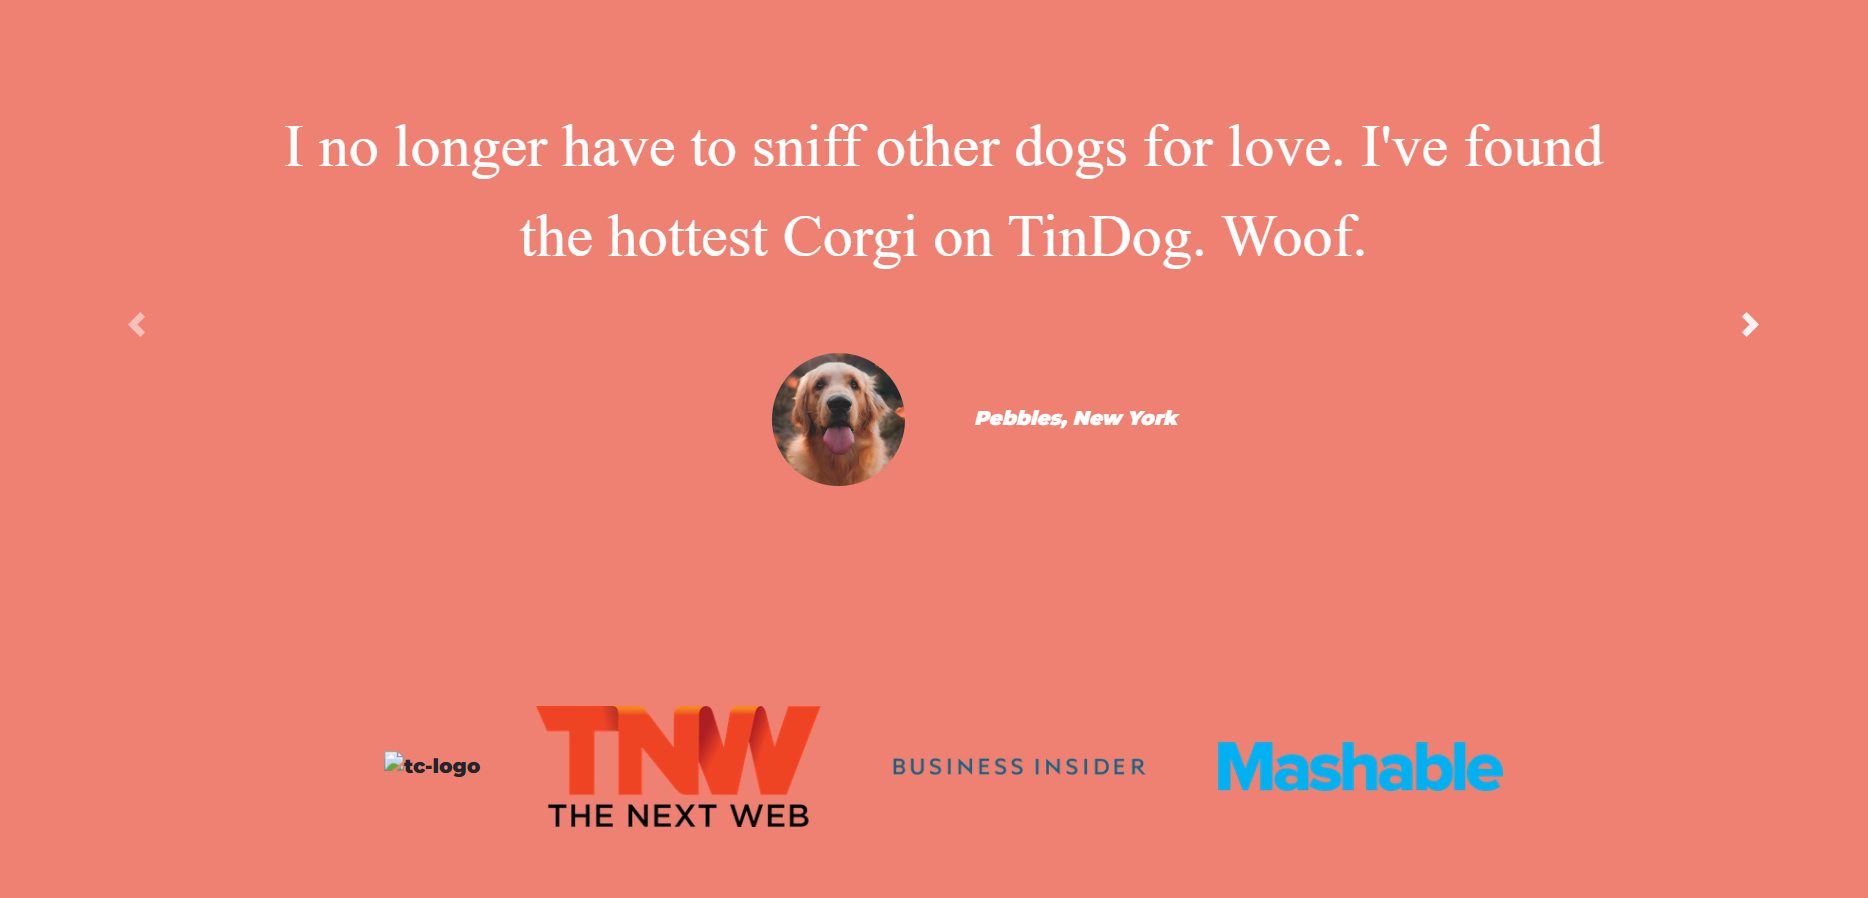 I no longer have to sniff other dogs for love. I've found
the hottest Corgi on TinDog. Woof.
Pebbles, New York
tc-logo
TNW
THE NEXT WEB
BUSINESS INSIDER
Mashable